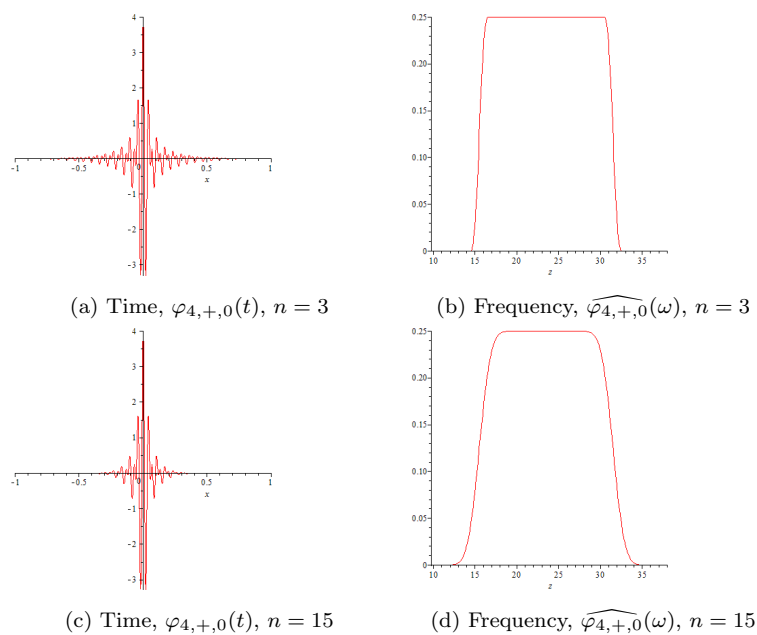 4
3
2
1
-1 -0.5 0 0.5 1
x
-1
-2
-3
0.25
0.20
0.15
0.10
0.05
0
10 15 20 25 30 35
z
(a) Time, φ₄,₊,₀(t), n = 3
(b) Frequency, \widehat{φ₄,₊,₀}(ω), n = 3
4
3
2
1
-1 -0.5 0 0.5 1
x
-1
-2
-3
0.25
0.20
0.15
0.10
0.05
0
10 15 20 25 30 35
z
(c) Time, φ₄,₊,₀(t), n = 15
(d) Frequency, \widehat{φ₄,₊,₀}(ω), n = 15